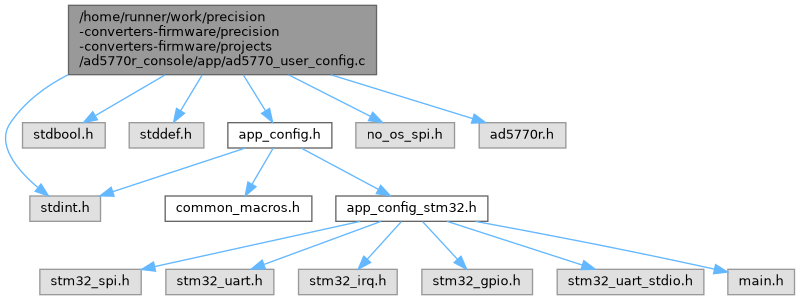 /home/runner/work/precision
-converters-firmware/precision
-converters-firmware/projects
/ad5770r_console/app/ad5770_user_config.c
stdbool.h
stddef.h
app_config.h
no_os_spi.h
ad5770r.h
stdint.h
common_macros.h
app_config_stm32.h
stm32_spi.h
stm32_uart.h
stm32_irq.h
stm32_gpio.h
stm32_uart_stdio.h
main.h